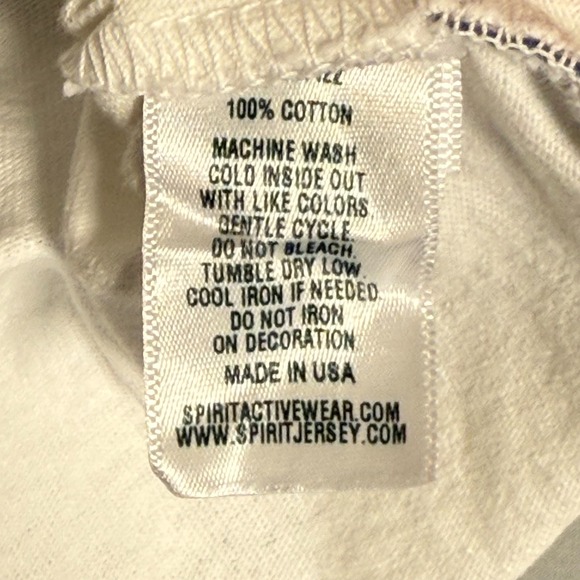 100% COTTON
MACHINE WASH
COLD INSIDE OUT
WITH LIKE COLORS
GENTLE CYCLE.
DO NOT BLEACH.
TUMBLE DRY LOW.
COOL IRON IF NEEDED.
DO NOT IRON
ON DECORATION
MADE IN USA
SPIRITACTIVEWEAR.COM
WWW.SPIRITJERSEY.COM